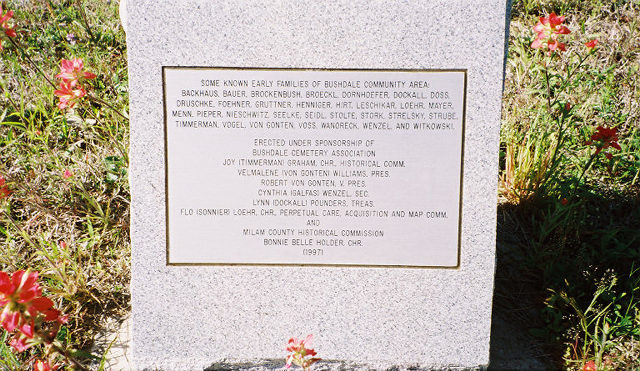 SOME KNOWN EARLY FAMILIES OF BUSHDALE COMMUNITY AREA:
BACKHAUS, BAUER, BROCKENBUSH, BROECKL, DORNHOEFER, DOCKALL, DOSS,
DRUSCHKE, FOEHNER, GRUTTNER, HENNIGER, HIRT, LESCHIKAR, LOEHR, MAYER,
MENN, PIEPER, NIESCHWITZ, SEELKE, SEIDL, STOLTE, STORK, STRELSKY, STRUBE,
TIMMERMAN, VOGEL, VON GONTEN, VOSS, WANDRECK, WENZEL, AND WITKOWSKI.
ERECTED UNDER SPONSORSHIP OF
BUSHDALE CEMETERY ASSOCIATION
JOY (TIMMERMAN) GRAHAM, CHR., HISTORICAL COMM.
VELMALENE (VON GONTEN) WILLIAMS, PRES.
ROBERT VON GONTEN, V. PRES.
CYNTHIA (GALFAS) WENZEL, SEC.
LYNN (DOCKALL) POUNDERS, TREAS.
FLO (SONNIER) LOEHR, CHR., PERPETUAL CARE, ACQUISITION AND MAP COMM.
AND
MILAM COUNTY HISTORICAL COMMISSION
BONNIE BELLE HOLDER, CHR.
(1997)